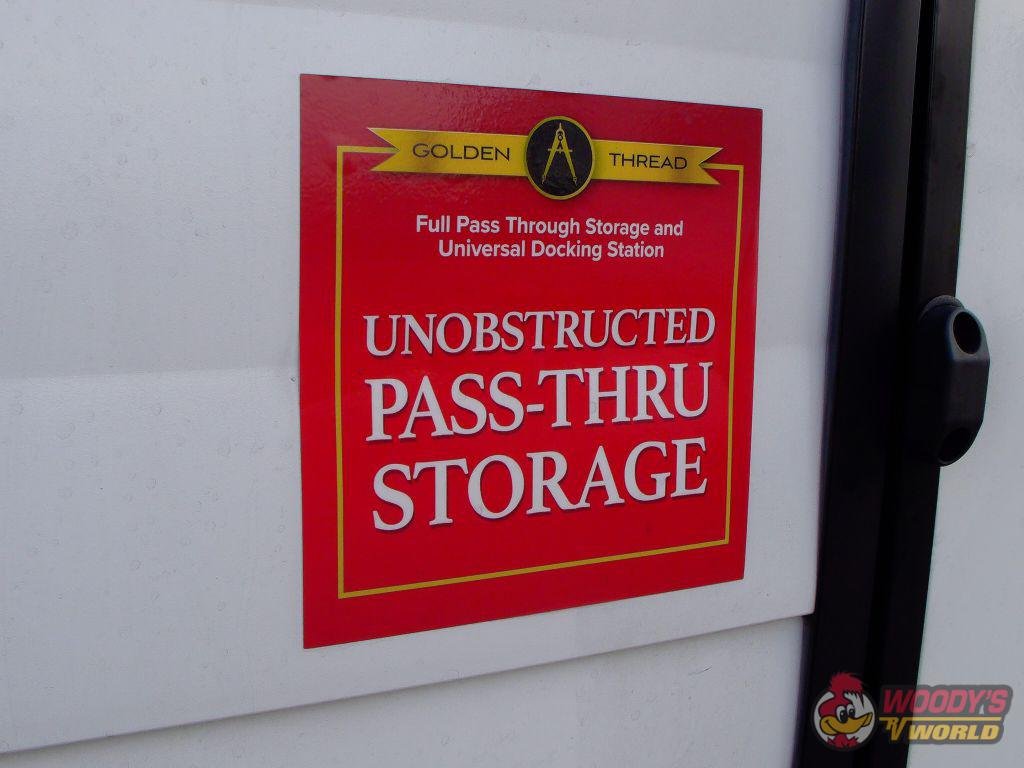 GOLDEN THREAD
Full Pass Through Storage and
Universal Docking Station
UNOBSTRUCTED
PASS-THRU
STORAGE
WOODY'S
RV WORLD